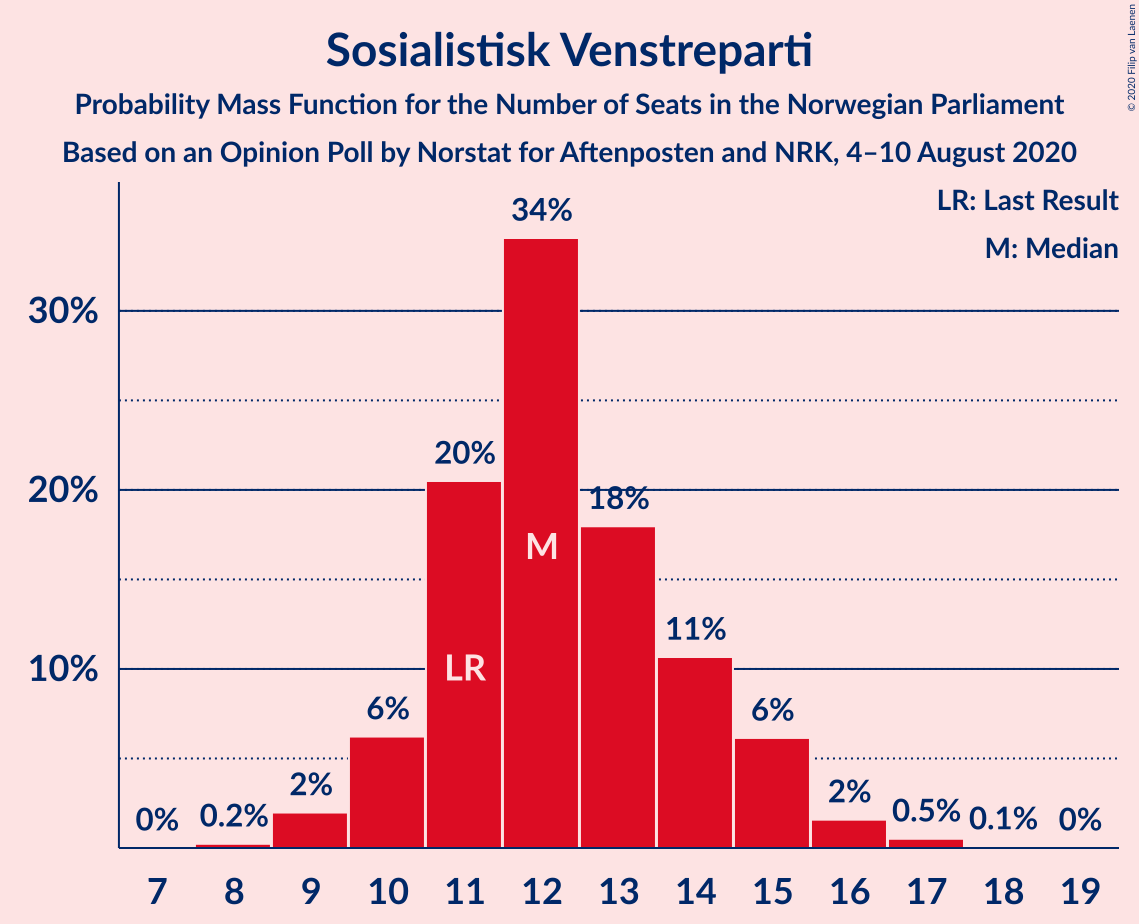 Sosialistisk Venstreparti
Probability Mass Function for the Number of Seats in the Norwegian Parliament
Based on an Opinion Poll by Norstat for Aftenposten and NRK, 4–10 August 2020
© 2020 Filip van Laenen
LR: Last Result
M: Median
34%
30%
20%
20%
18%
M
11%
10%
LR
6%
6%
2%
2%
0%
0.2%
0.5%
0.1%
0%
7 8 9 10 11 12 13 14 15 16 17 18 19